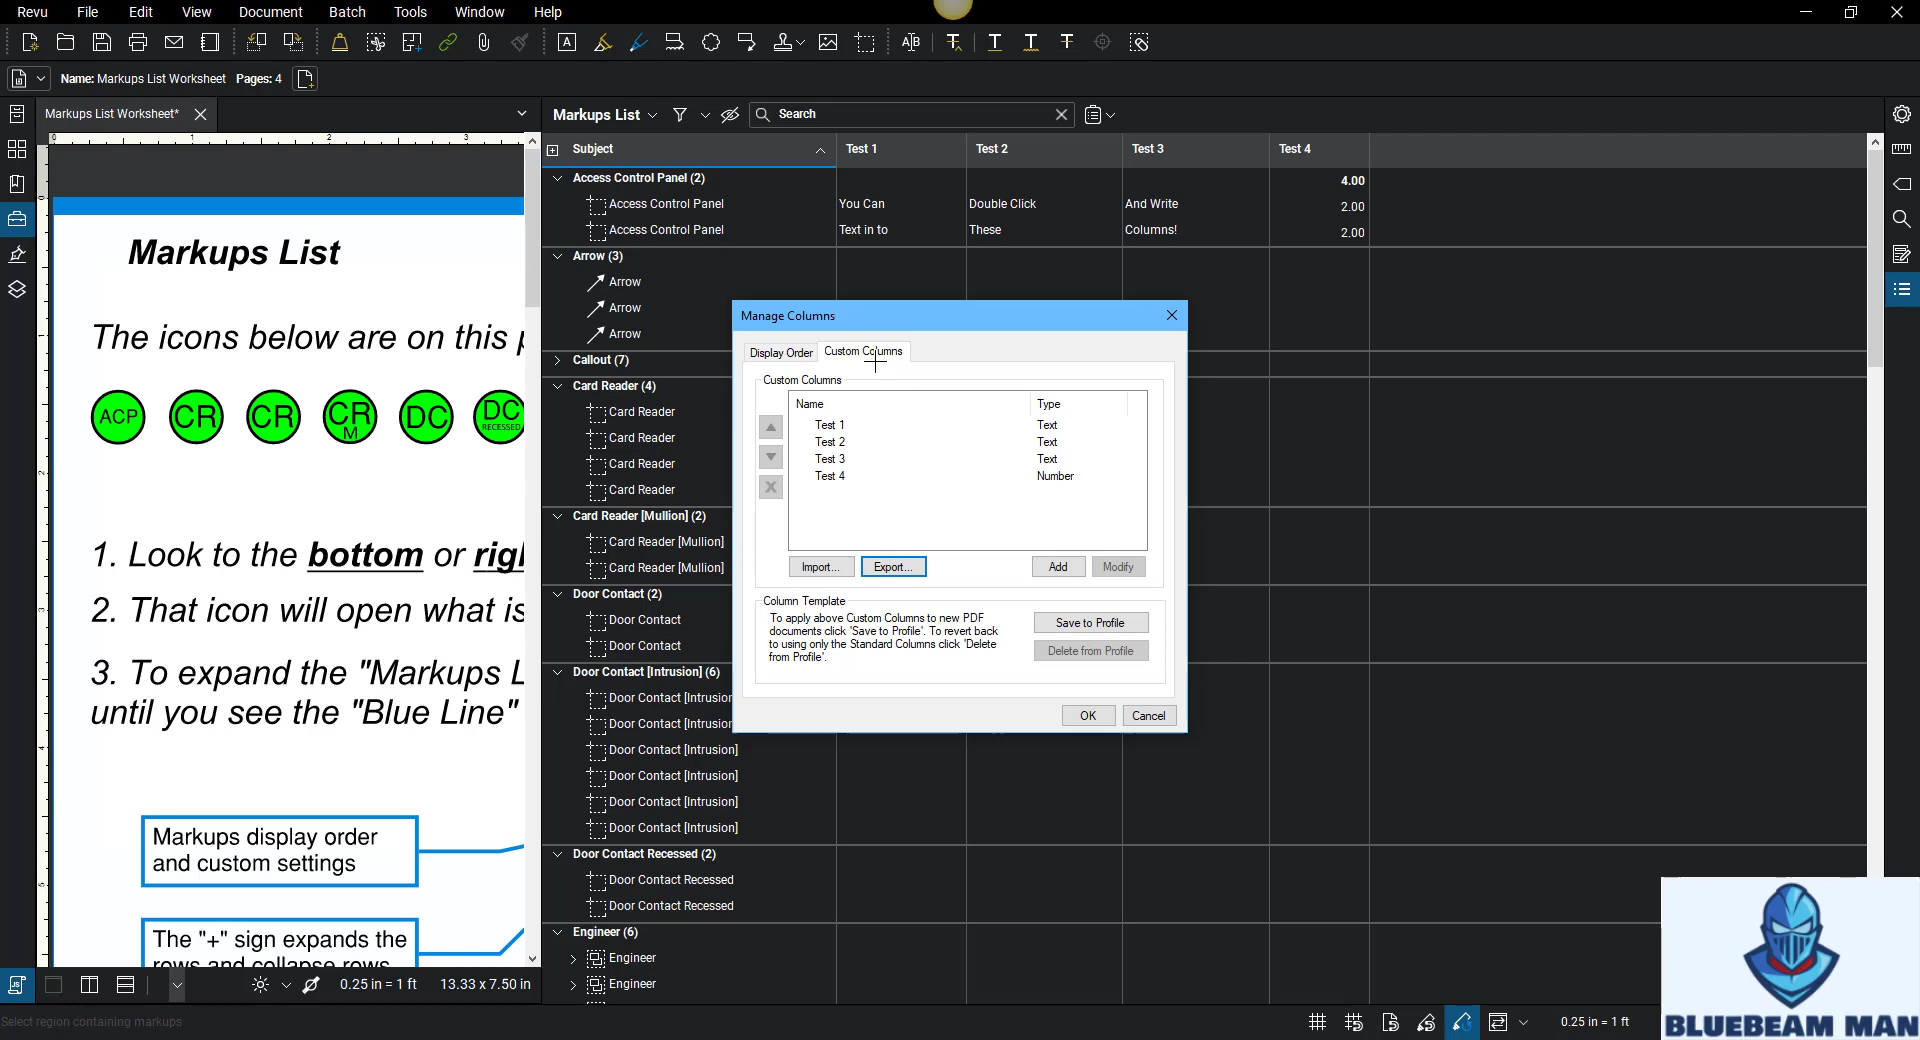 Revu File Edit View Document Batch Tools Window Help
Name: Markups List Worksheet Pages: 4
Markups List Worksheet*
Markups List
Search
Subject Test 1 Test 2 Test 3 Test 4
Access Control Panel (2) 4.00
Access Control Panel You Can Double Click And Write 2.00
Access Control Panel Text in to These Columns! 2.00
Arrow (3)
Arrow
Arrow
Arrow
Callout (7)
Card Reader (4)
Card Reader
Card Reader
Card Reader
Card Reader
Card Reader [Mullion] (2)
Card Reader [Mullion]
Card Reader [Mullion]
Door Contact (2)
Door Contact
Door Contact
Door Contact [Intrusion] (6)
Door Contact [Intrusion
Door Contact [Intrusion
Door Contact [Intrusion]
Door Contact [Intrusion]
Door Contact [Intrusion]
Door Contact [Intrusion]
Door Contact Recessed (2)
Door Contact Recessed
Door Contact Recessed
Engineer (6)
Engineer
Engineer
Markups List
The icons below are on this p
ACP CR CR CR M DC DC RECESSED
1. Look to the bottom or righ
2. That icon will open what is
3. To expand the "Markups L
until you see the "Blue Line"
Markups display order
and custom settings
The "+" sign expands the
rows and collapse rows
Manage Columns
Display Order Custom Columns
Custom Columns
Name Type
Test 1 Text
Test 2 Text
Test 3 Text
Test 4 Number
Import... Export... Add Modify
Column Template
To apply above Custom Columns to new PDF
documents click 'Save to Profile'. To revert back
to using only the Standard Columns click 'Delete
from Profile'.
Save to Profile
Delete from Profile
OK Cancel
0.25 in = 1 ft 13.33 x 7.50 in
Select region containing markups
0.25 in = 1 ft
BLUEBEAM MAN